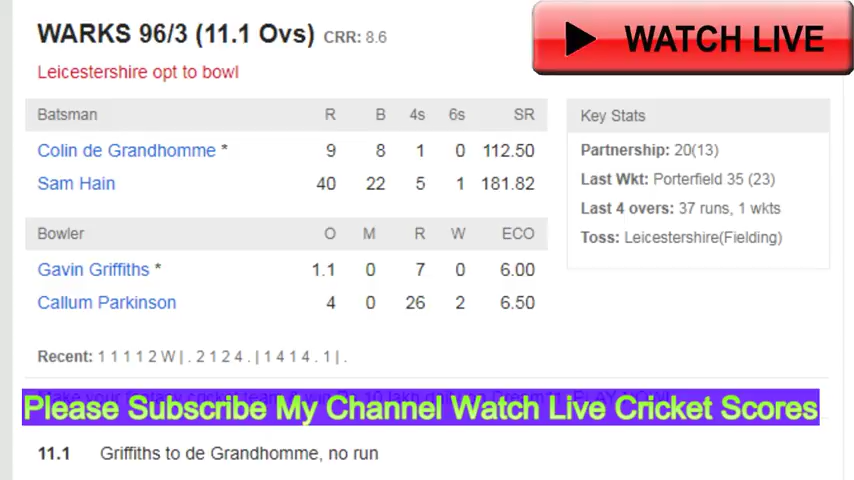 WARKS 96/3 (11.1 Ovs) CRR: 8.6
WATCH LIVE
Leicestershire opt to bowl
Batsman R B 4s 6s SR
Colin de Grandhomme * 9 8 1 0 112.50
Sam Hain 40 22 5 1 181.82
Bowler O M R W ECO
Gavin Griffiths * 1.1 0 7 0 6.00
Callum Parkinson 4 0 26 2 6.50
Key Stats
Partnership: 20(13)
Last Wkt: Porterfield 35 (23)
Last 4 overs: 37 runs, 1 wkts
Toss: Leicestershire(Fielding)
Recent: 1 1 1 1 2 W | . 2 1 2 4 . | 1 4 1 4 . 1 | .
Please Subscribe My Channel Watch Live Cricket Scores
11.1 Griffiths to de Grandhomme, no run